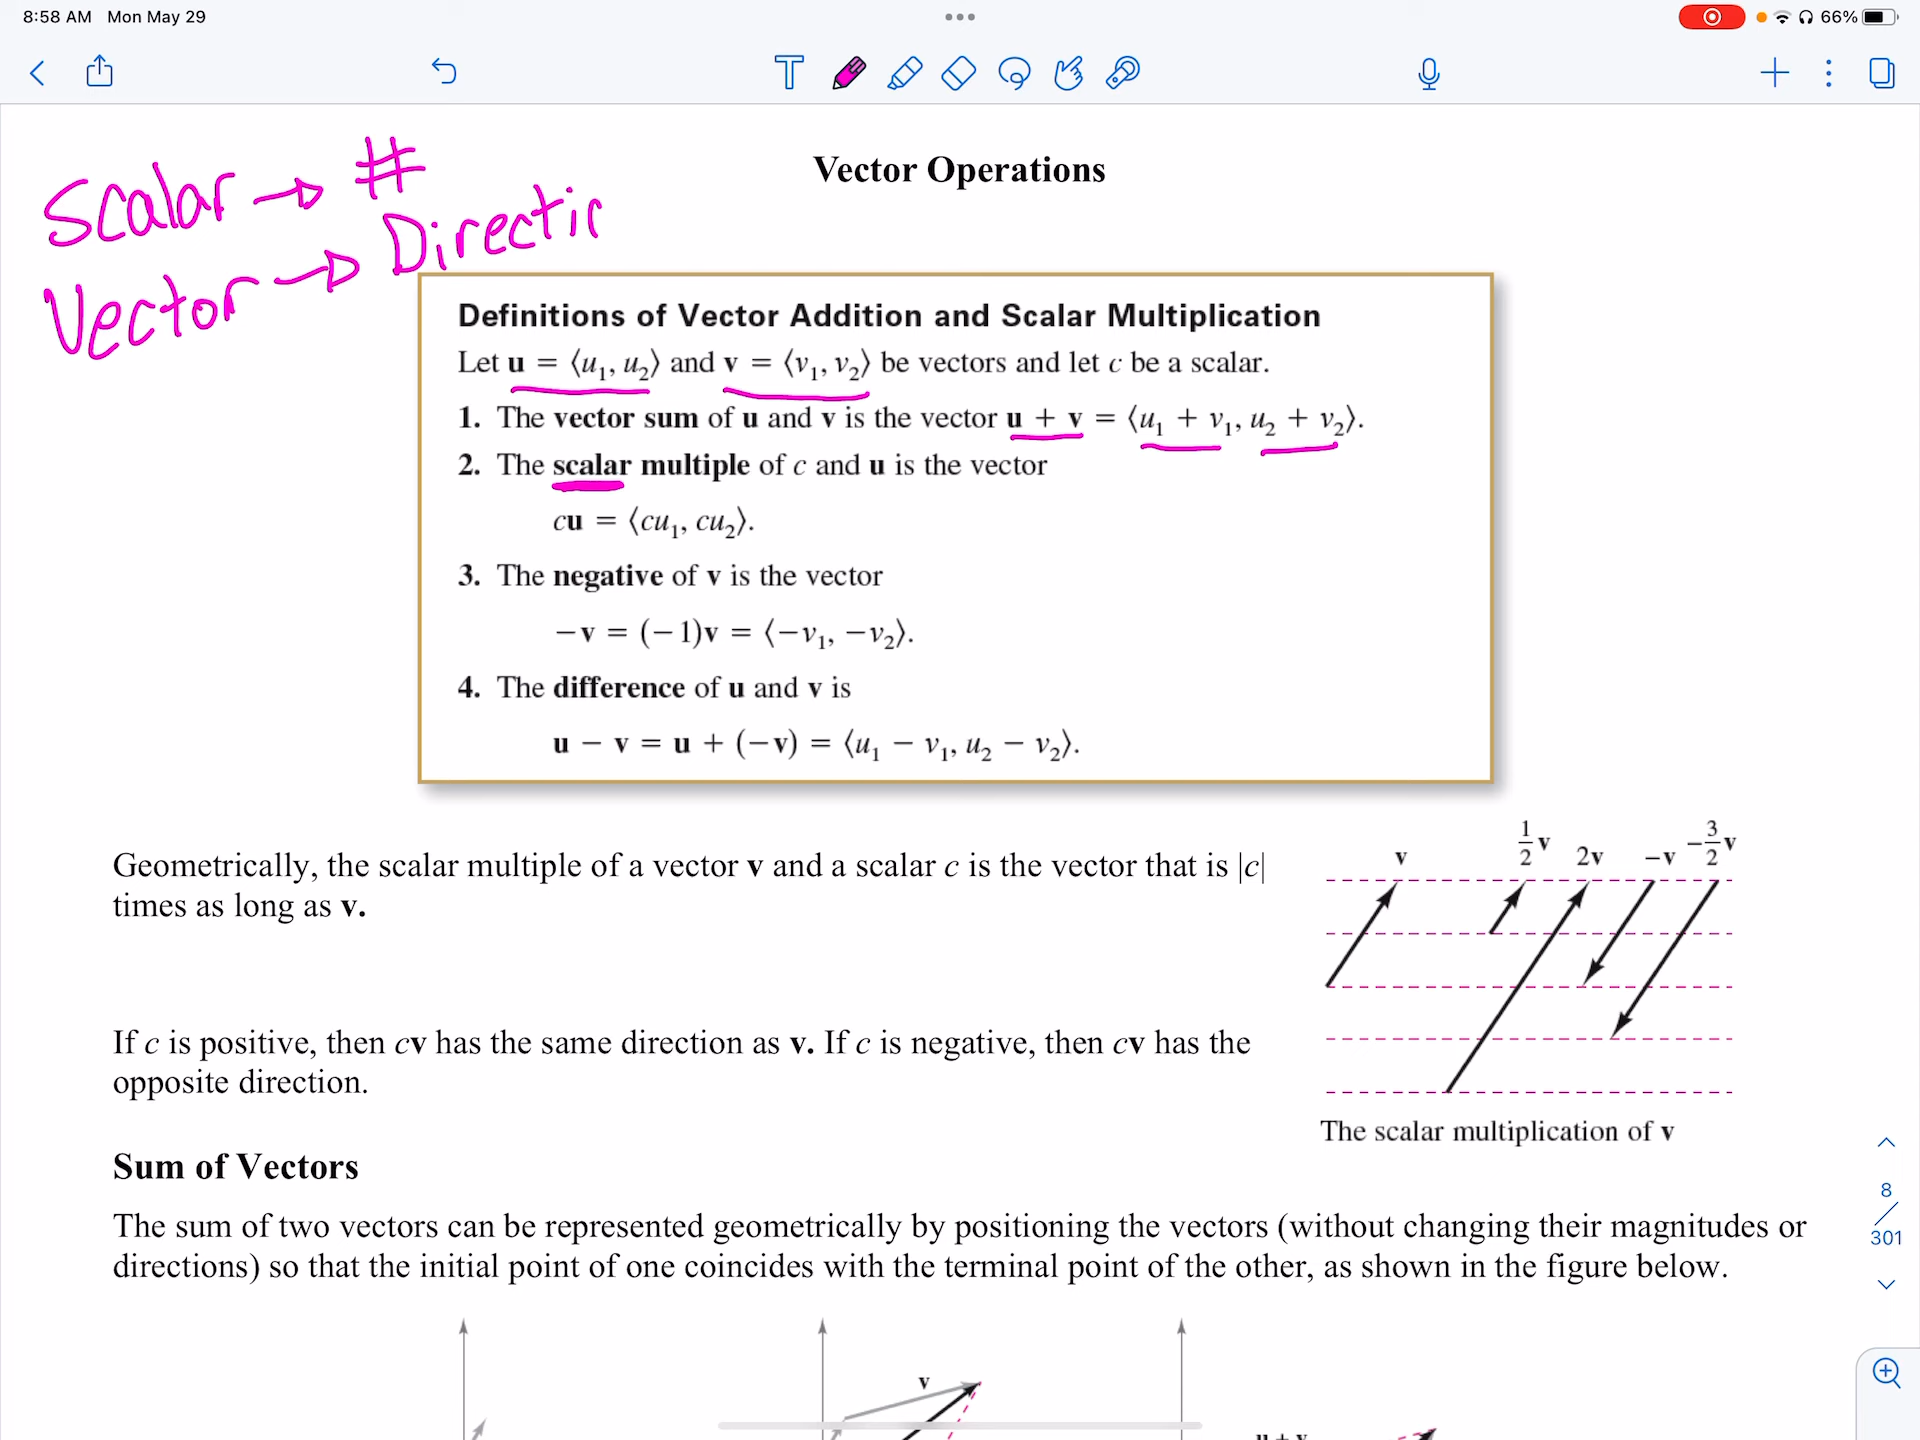 8:58 AM Mon May 29
66%
Vector Operations
Scalar → #
Vector → Directir
Definitions of Vector Addition and Scalar Multiplication
Let u = ⟨u₁, u₂⟩ and v = ⟨v₁, v₂⟩ be vectors and let c be a scalar.
1. The vector sum of u and v is the vector u + v = ⟨u₁ + v₁, u₂ + v₂⟩.
2. The scalar multiple of c and u is the vector
cu = ⟨cu₁, cu₂⟩.
3. The negative of v is the vector
−v = (−1)v = ⟨−v₁, −v₂⟩.
4. The difference of u and v is
u − v = u + (−v) = ⟨u₁ − v₁, u₂ − v₂⟩.
Geometrically, the scalar multiple of a vector v and a scalar c is the vector that is |c|
times as long as v.
v ½v 2v −v −3/2v
If c is positive, then cv has the same direction as v. If c is negative, then cv has the
opposite direction.
The scalar multiplication of v
Sum of Vectors
The sum of two vectors can be represented geometrically by positioning the vectors (without changing their magnitudes or
directions) so that the initial point of one coincides with the terminal point of the other, as shown in the figure below.
8
/
301
v
u + v